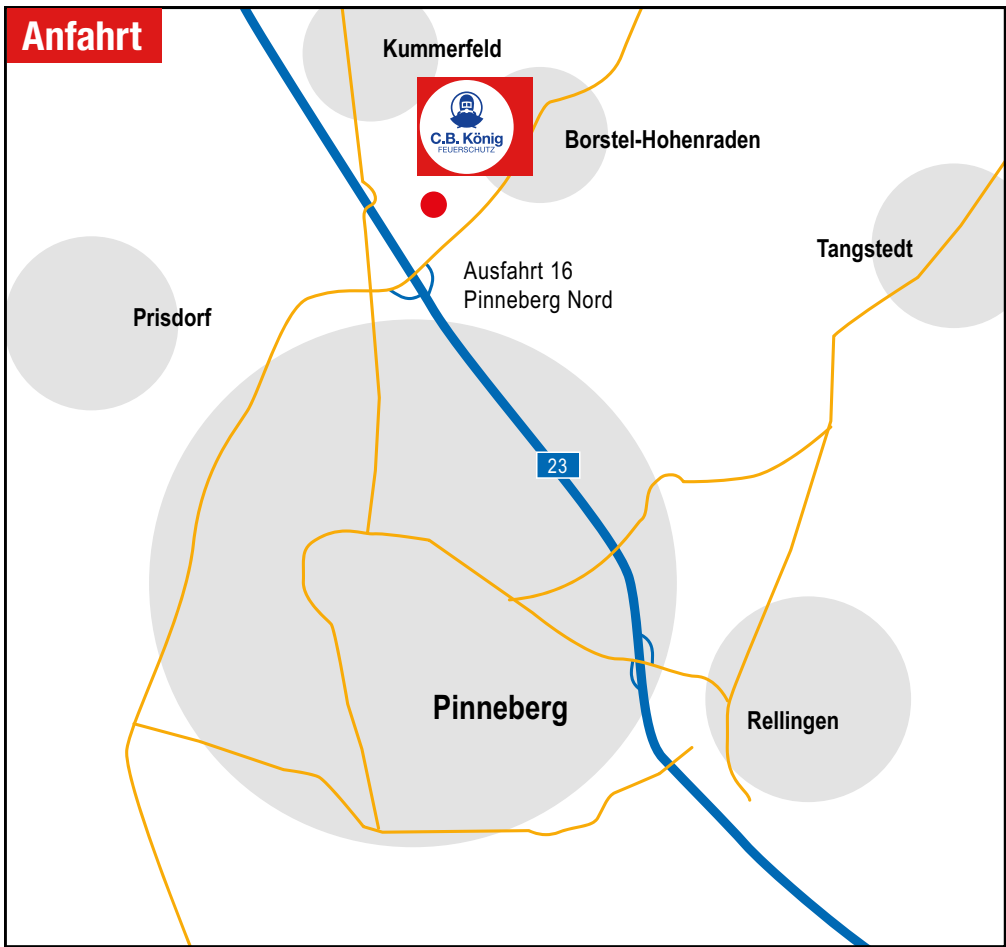 Anfahrt
Kummerfeld
C.B. König
FEUERSCHUTZ
Borstel-Hohenraden
Tangstedt
Ausfahrt 16
Pinneberg Nord
Prisdorf
23
Pinneberg
Rellingen